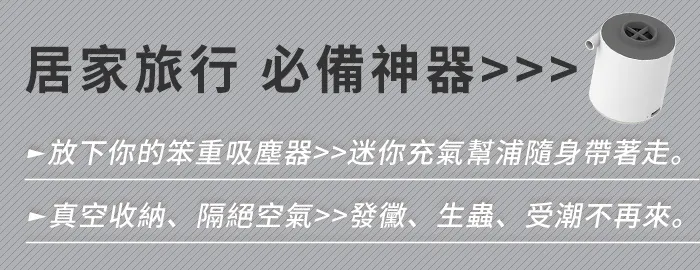 居家旅行 必備神器>>>
►放下你的笨重吸塵器>>迷你充氣幫浦隨身帶著走。
►真空收納、隔絕空氣>>發黴、生蟲、受潮不再來。